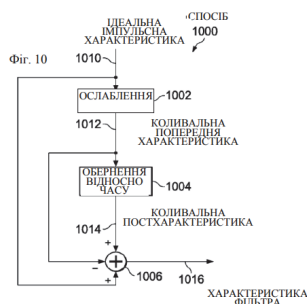 СПОСІБ
1000
ІДЕАЛЬНА
ІМПУЛЬСНА
ХАРАКТЕРИСТИКА
Фіг. 10
1010
ОСЛАБЛЕННЯ
1002
1012
КОЛИВАЛЬНА
ПОПЕРЕДНЯ
ХАРАКТЕРИСТИКА
ОБЕРНЕННЯ
ВІДНОСНО
ЧАСУ
1004
1014
КОЛИВАЛЬНА
ПОСТХАРАКТЕРИСТИКА
+
+
−
+
1006
1016
ХАРАКТЕРИСТИКА
ФІЛЬТРА